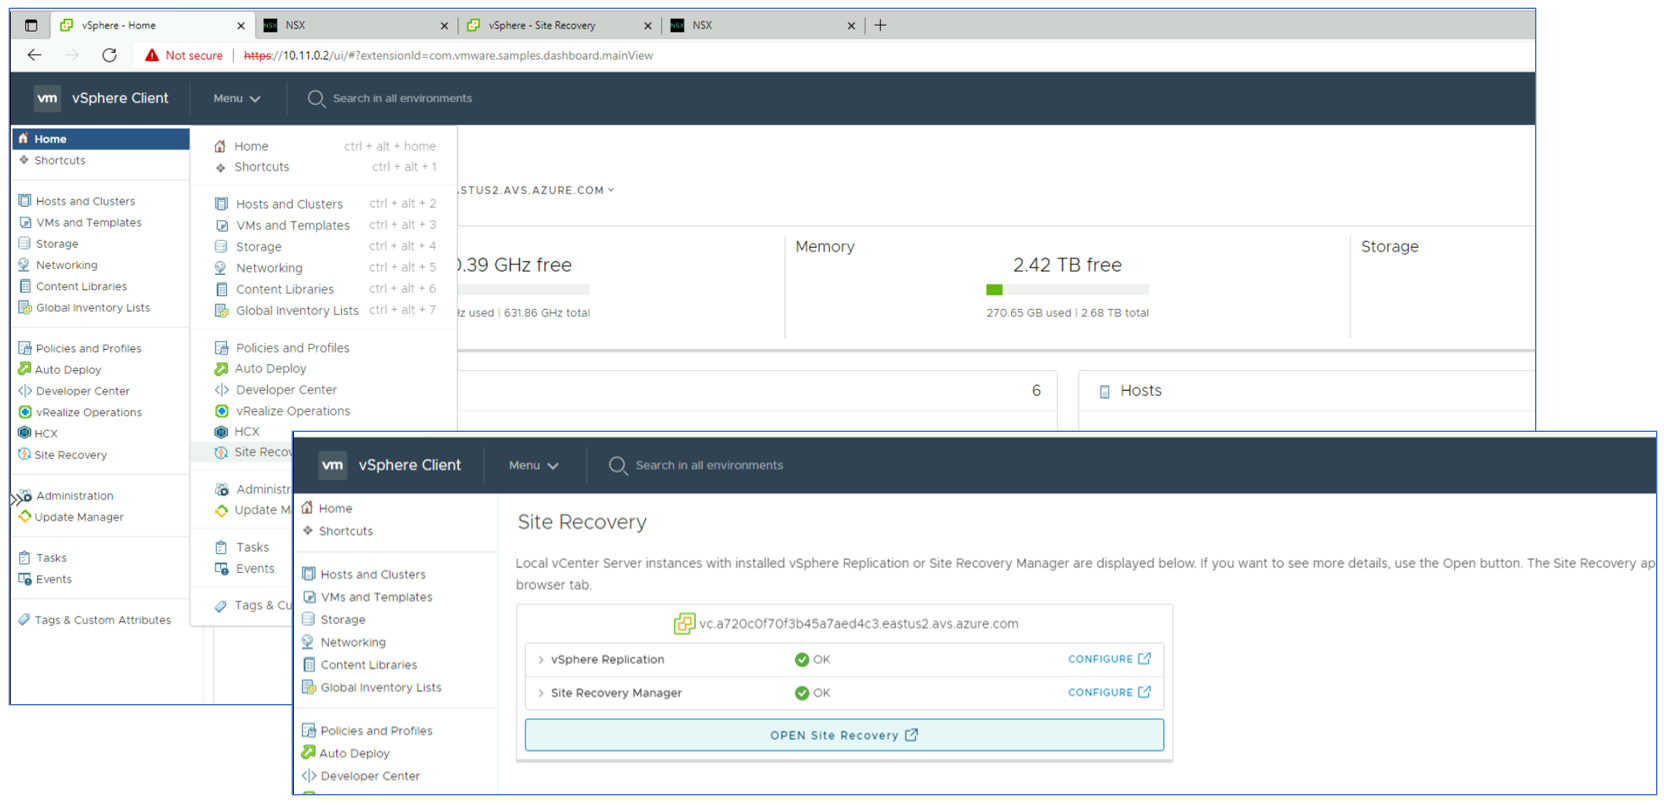 vSphere - Home
NSX
NSX
vSphere - Site Recovery
NSX
NSX
Not secure
https://10.11.0.2/ui/#?extensionId=com.vmware.samples.dashboard.mainView
vm vSphere Client
Menu
Search in all environments
Home
Shortcuts
Hosts and Clusters
VMs and Templates
Storage
Networking
Content Libraries
Global Inventory Lists
Policies and Profiles
Auto Deploy
Developer Center
vRealize Operations
HCX
Site Recovery
Administration
Update Manager
Tasks
Events
Tags & Custom Attributes
Home ctrl + alt + home
Shortcuts ctrl + alt + 1
Hosts and Clusters ctrl + alt + 2
VMs and Templates ctrl + alt + 3
Storage ctrl + alt + 4
Networking ctrl + alt + 5
Content Libraries ctrl + alt + 6
Global Inventory Lists ctrl + alt + 7
Policies and Profiles
Auto Deploy
Developer Center
vRealize Operations
HCX
Site Recov
Administr
Update M
Tasks
Events
Tags & Cu
ASTUS2.AVS.AZURE.COM
0.39 GHz free
Hz used | 631.86 GHz total
Memory
2.42 TB free
270.65 GB used | 2.68 TB total
Storage
6
Hosts
vm vSphere Client
Menu
Search in all environments
Home
Shortcuts
Hosts and Clusters
VMs and Templates
Storage
Networking
Content Libraries
Global Inventory Lists
Policies and Profiles
Auto Deploy
Developer Center
Site Recovery
Local vCenter Server instances with installed vSphere Replication or Site Recovery Manager are displayed below. If you want to see more details, use the Open button. The Site Recovery ap
browser tab.
vc.a720c0f70f3b45a7aed4c3.eastus2.avs.azure.com
vSphere Replication OK CONFIGURE
Site Recovery Manager OK CONFIGURE
OPEN Site Recovery